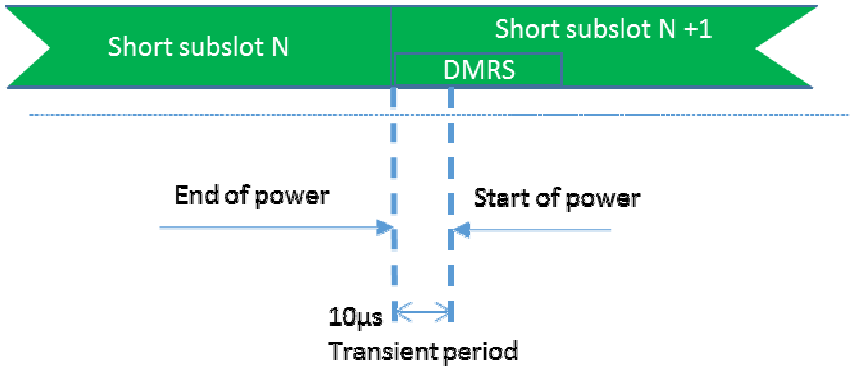 Short subslot N
Short subslot N +1
DMRS
End of power
Start of power
10µs
Transient period